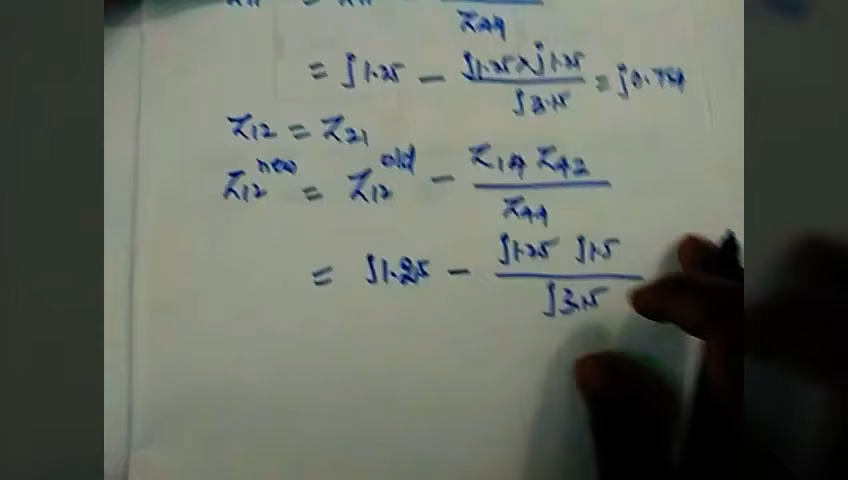 Z44
= j1.25 - j1.25×j1.25 / j3.15 = j0.754
Z12 = Z21
Z12^new = Z12^old - Z14 Z42 / Z44
= j1.25 - j1.25 j1.5 / j3.15